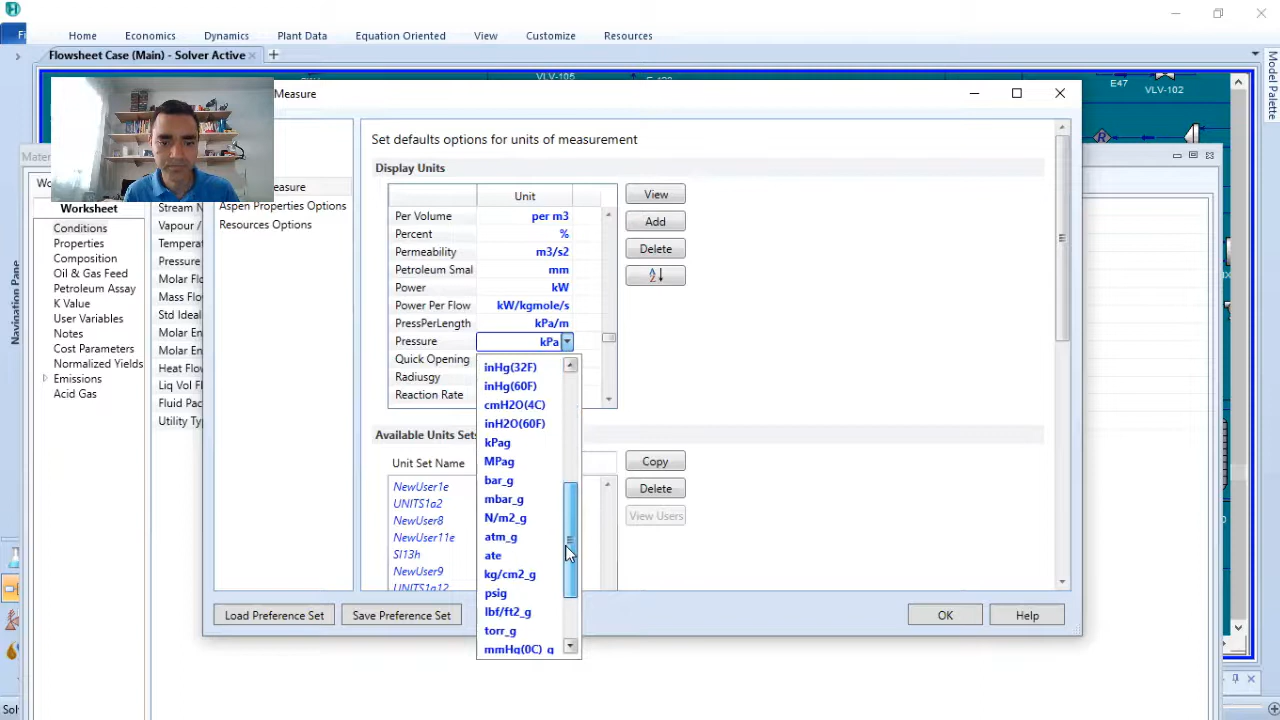 Home
Economics
Dynamics
Plant Data
Equation Oriented
View
Customize
Resources
Flowsheet Case (Main) - Solver Active
VLV-105
E47
VLV-102
Model Palette
Navigation Pane
Measure
Set defaults options for units of measurement
Display Units
Unit
Per Volume per m3
Percent %
Permeability m3/s2
Petroleum Smal mm
Power kW
Power Per Flow kW/kgmole/s
PressPerLength kPa/m
Pressure kPa
Quick Opening
Radiusgy
Reaction Rate
View
Add
Delete
inHg(32F)
inHg(60F)
cmH2O(4C)
inH2O(60F)
kPag
MPag
bar_g
mbar_g
N/m2_g
atm_g
ate
kg/cm2_g
psig
lbf/ft2_g
torr_g
mmHg(0C)_g
Available Units Sets
Unit Set Name
NewUser1e
UNITS1a2
NewUser8
NewUser11e
SI13h
NewUser9
UNITS1a12
Copy
Delete
View Users
Load Preference Set
Save Preference Set
OK
Help
Aspen Properties Options
Resources Options
Worksheet
Conditions
Properties
Composition
Oil & Gas Feed
Petroleum Assay
K Value
User Variables
Notes
Cost Parameters
Normalized Yields
Emissions
Acid Gas
Stream N
Vapour /
Temperat
Pressure
Molar Flo
Mass Flo
Std Ideal
Molar En
Molar En
Heat Flow
Liq Vol Fl
Fluid Pac
Utility Typ